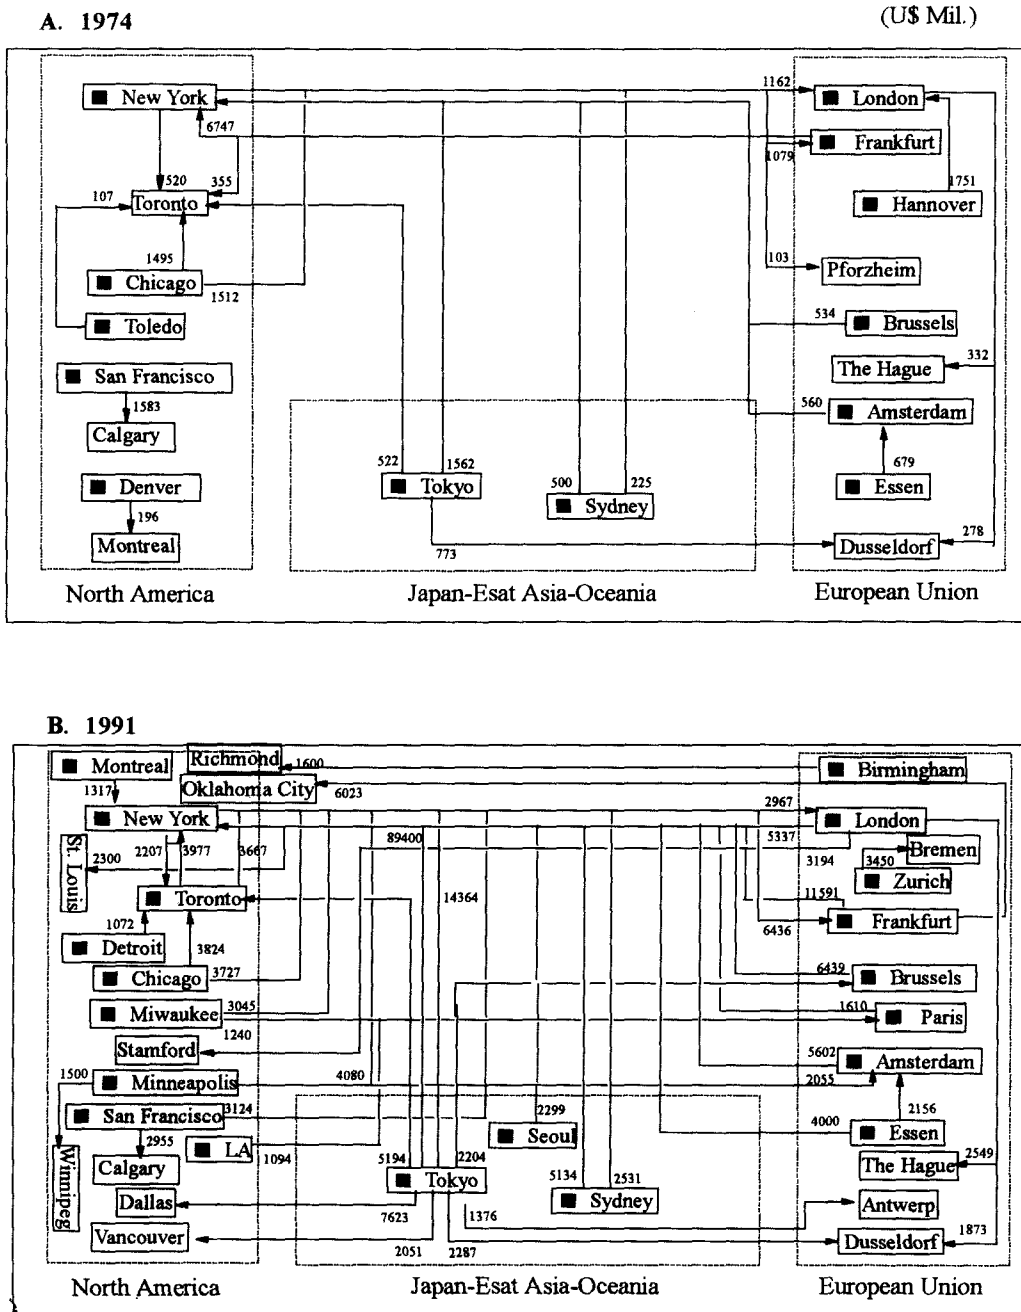 A. 1974
(U$ Mil.)
1162
New York
London
6747
Frankfurt
1079
520
355
1751
107
Toronto
Hannover
1495
103
Pforzheim
Chicago
1512
534
Toledo
Brussels
332
The Hague
San Francisco
560
1583
Amsterdam
Calgary
522
1562
679
500
225
Denver
Tokyo
Essen
Sydney
196
278
Montreal
773
Dusseldorf
North America
Japan-Esat Asia-Oceania
European Union
B. 1991
Richmond
1600
Montreal
Birmingham
1317
Oklahoma City
6023
2967
New York
London
89400
5337
St. Louis
2300
2207
3977
3667
3194
3450
Bremen
Zurich
14364
11591
Toronto
1072
6436
Frankfurt
Detroit
3824
Chicago
3727
6439
Brussels
Miwaukee
3045
1610
Paris
1240
Stamford
5602
Amsterdam
1500
Minneapolis
4080
2055
San Francisco
3124
2299
4000
2156
2955
Seoul
Essen
LA
1094
Winnipeg
Calgary
5194
2204
2549
The Hague
Tokyo
5134
2531
Dallas
Sydney
7623
1376
Antwerp
1873
Vancouver
2051
2287
Dusseldorf
North America
Japan-Esat Asia-Oceania
European Union